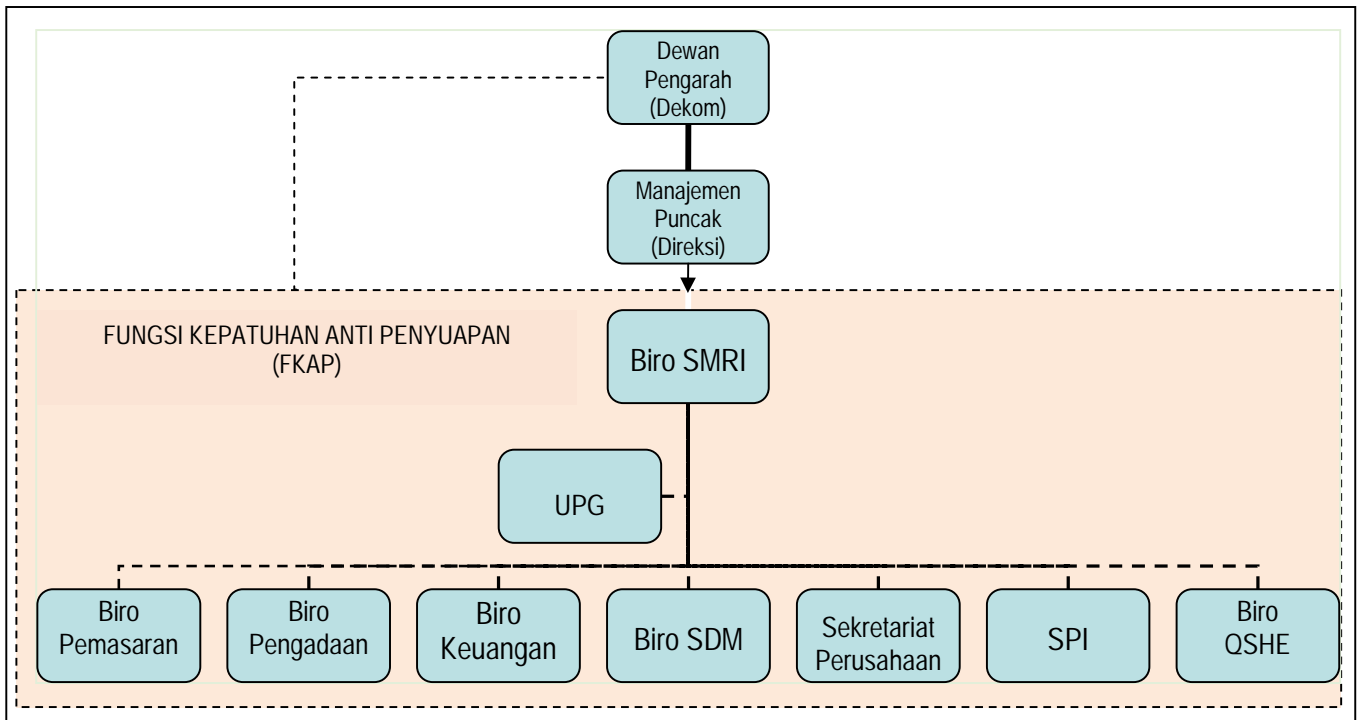 Dewan
Pengarah
(Dekom)
Manajemen
Puncak
(Direksi)
FUNGSI KEPATUHAN ANTI PENYUAPAN
(FKAP)
Biro SMRI
UPG
Biro
Pemasaran
Biro
Pengadaan
Biro
Keuangan
Biro SDM
Sekretariat
Perusahaan
SPI
Biro
QSHE